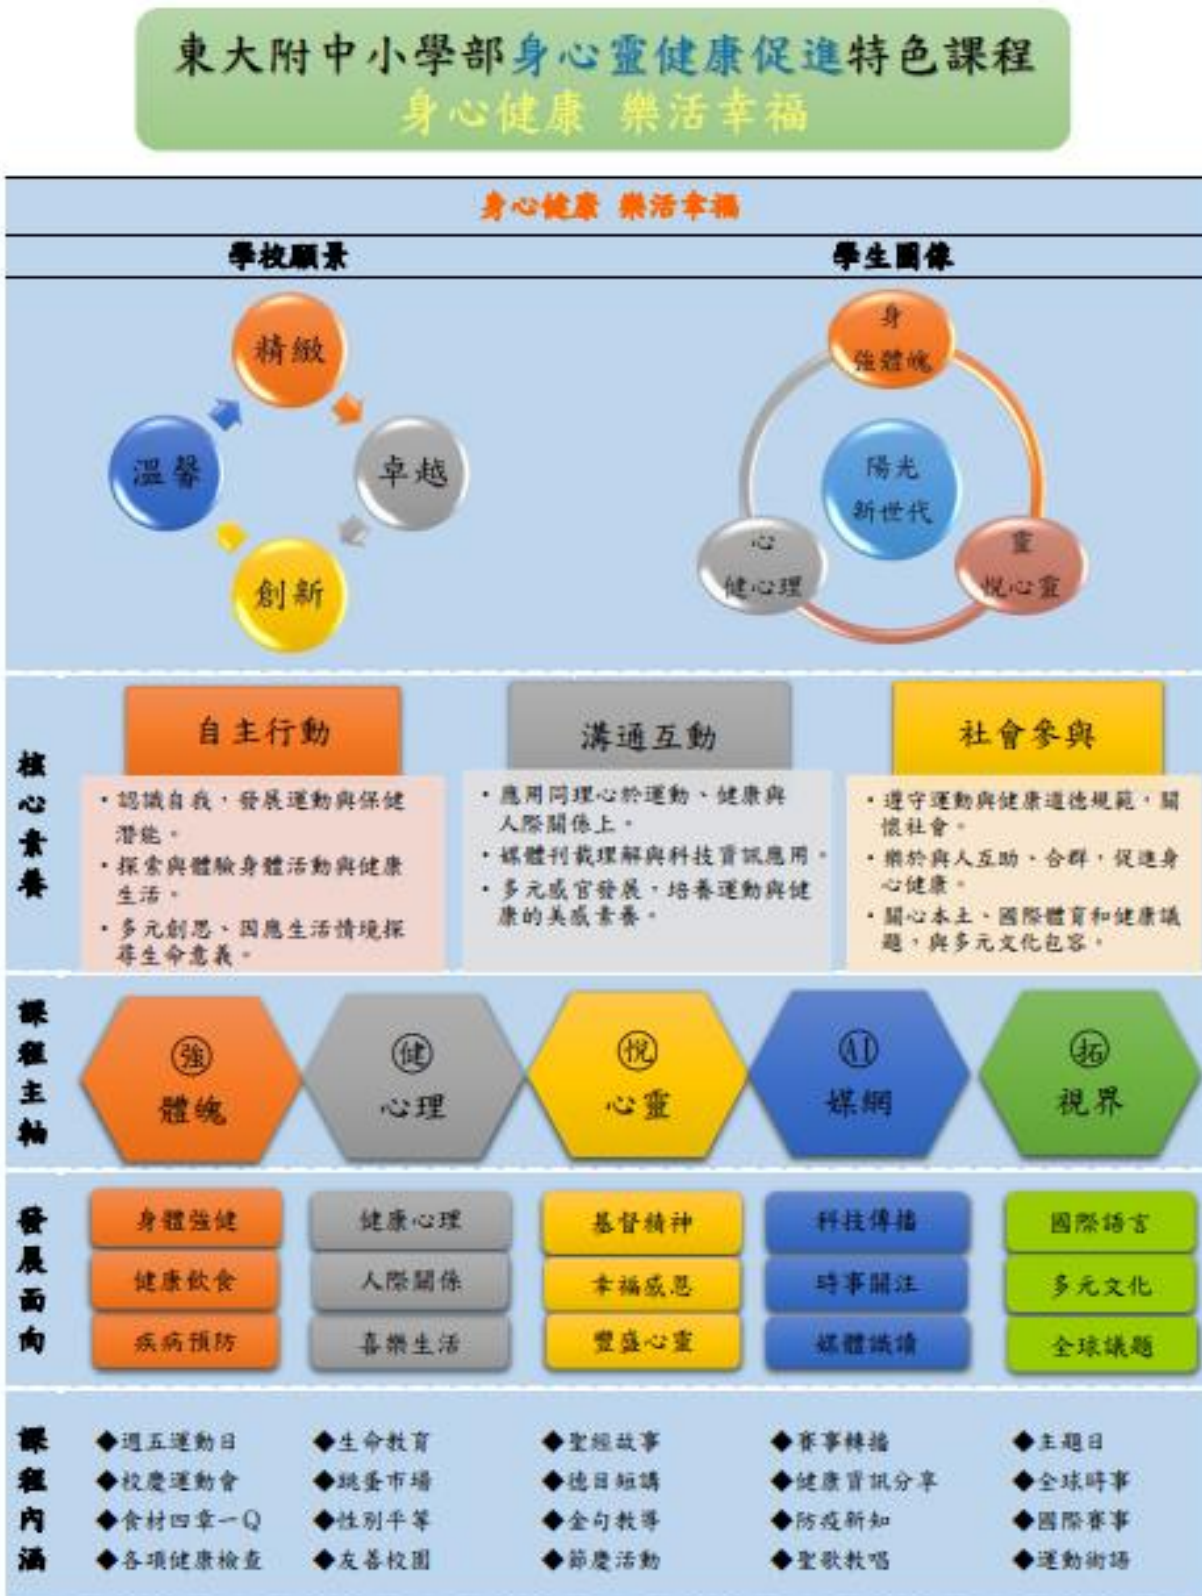 東大附中小學部身心靈健康促進特色課程
身心健康 樂活幸福
身心健康 樂活幸福
學校願景
學生圖像
精緻
溫馨
卓越
創新
身
強體魄
陽光
新世代
心
健心理
靈
悅心靈
核心素養
自主行動
・認識自我，發展運動與保健
潛能。
・探索與體驗身體活動與健康
生活。
・多元創思、因應生活情境探
尋生命意義。
溝通互動
・應用同理心於運動、健康與
人際關係上。
・媒體刊載理解與科技資訊應用。
・多元感官發展，培養運動與健
康的美感素養。
社會參與
・遵守運動與健康道德規範，關
懷社會。
・樂於與人互助、合群，促進身
心健康。
・關心本土、國際體育和健康議
題，與多元文化包容。
課程主軸
強
體魄
健
心理
悅
心靈
AI
媒網
拓
視界
發展面向
身體強健
健康飲食
疾病預防
健康心理
人際關係
喜樂生活
基督精神
幸福感恩
豐盛心靈
科技傳播
時事關注
媒體識讀
國際語言
多元文化
全球議題
課程內涵
◆週五運動日
◆校慶運動會
◆食材四章一Q
◆各項健康檢查
◆生命教育
◆跳蚤市場
◆性別平等
◆友善校園
◆聖經故事
◆德目短講
◆金句教導
◆節慶活動
◆賽事轉播
◆健康資訊分享
◆防疫新知
◆聖歌教唱
◆主題日
◆全球時事
◆國際賽事
◆運動術語